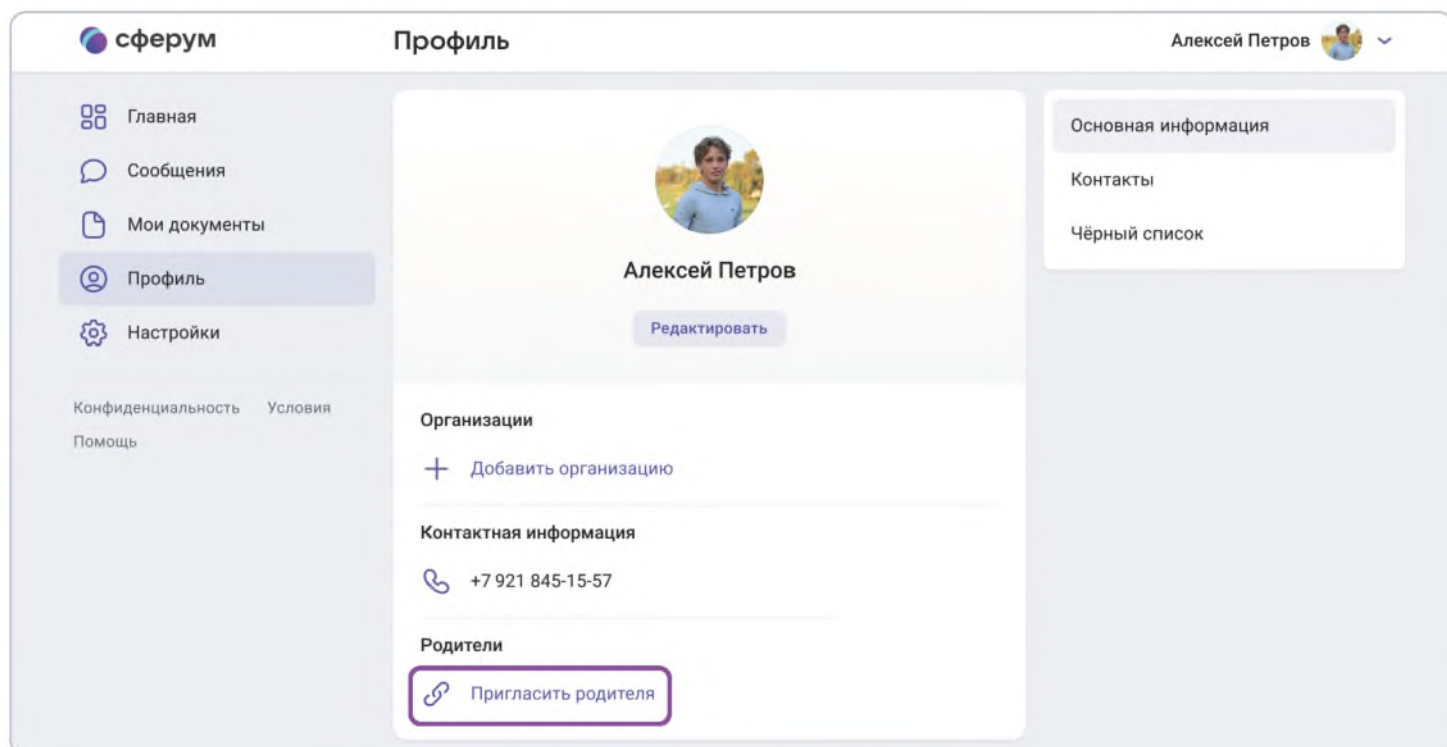 сферум
Профиль
Алексей Петров
Главная
Сообщения
Мои документы
Профиль
Настройки
Конфиденциальность Условия
Помощь
Алексей Петров
Редактировать
Организации
Добавить организацию
Контактная информация
+7 921 845-15-57
Родители
Пригласить родителя
Основная информация
Контакты
Чёрный список